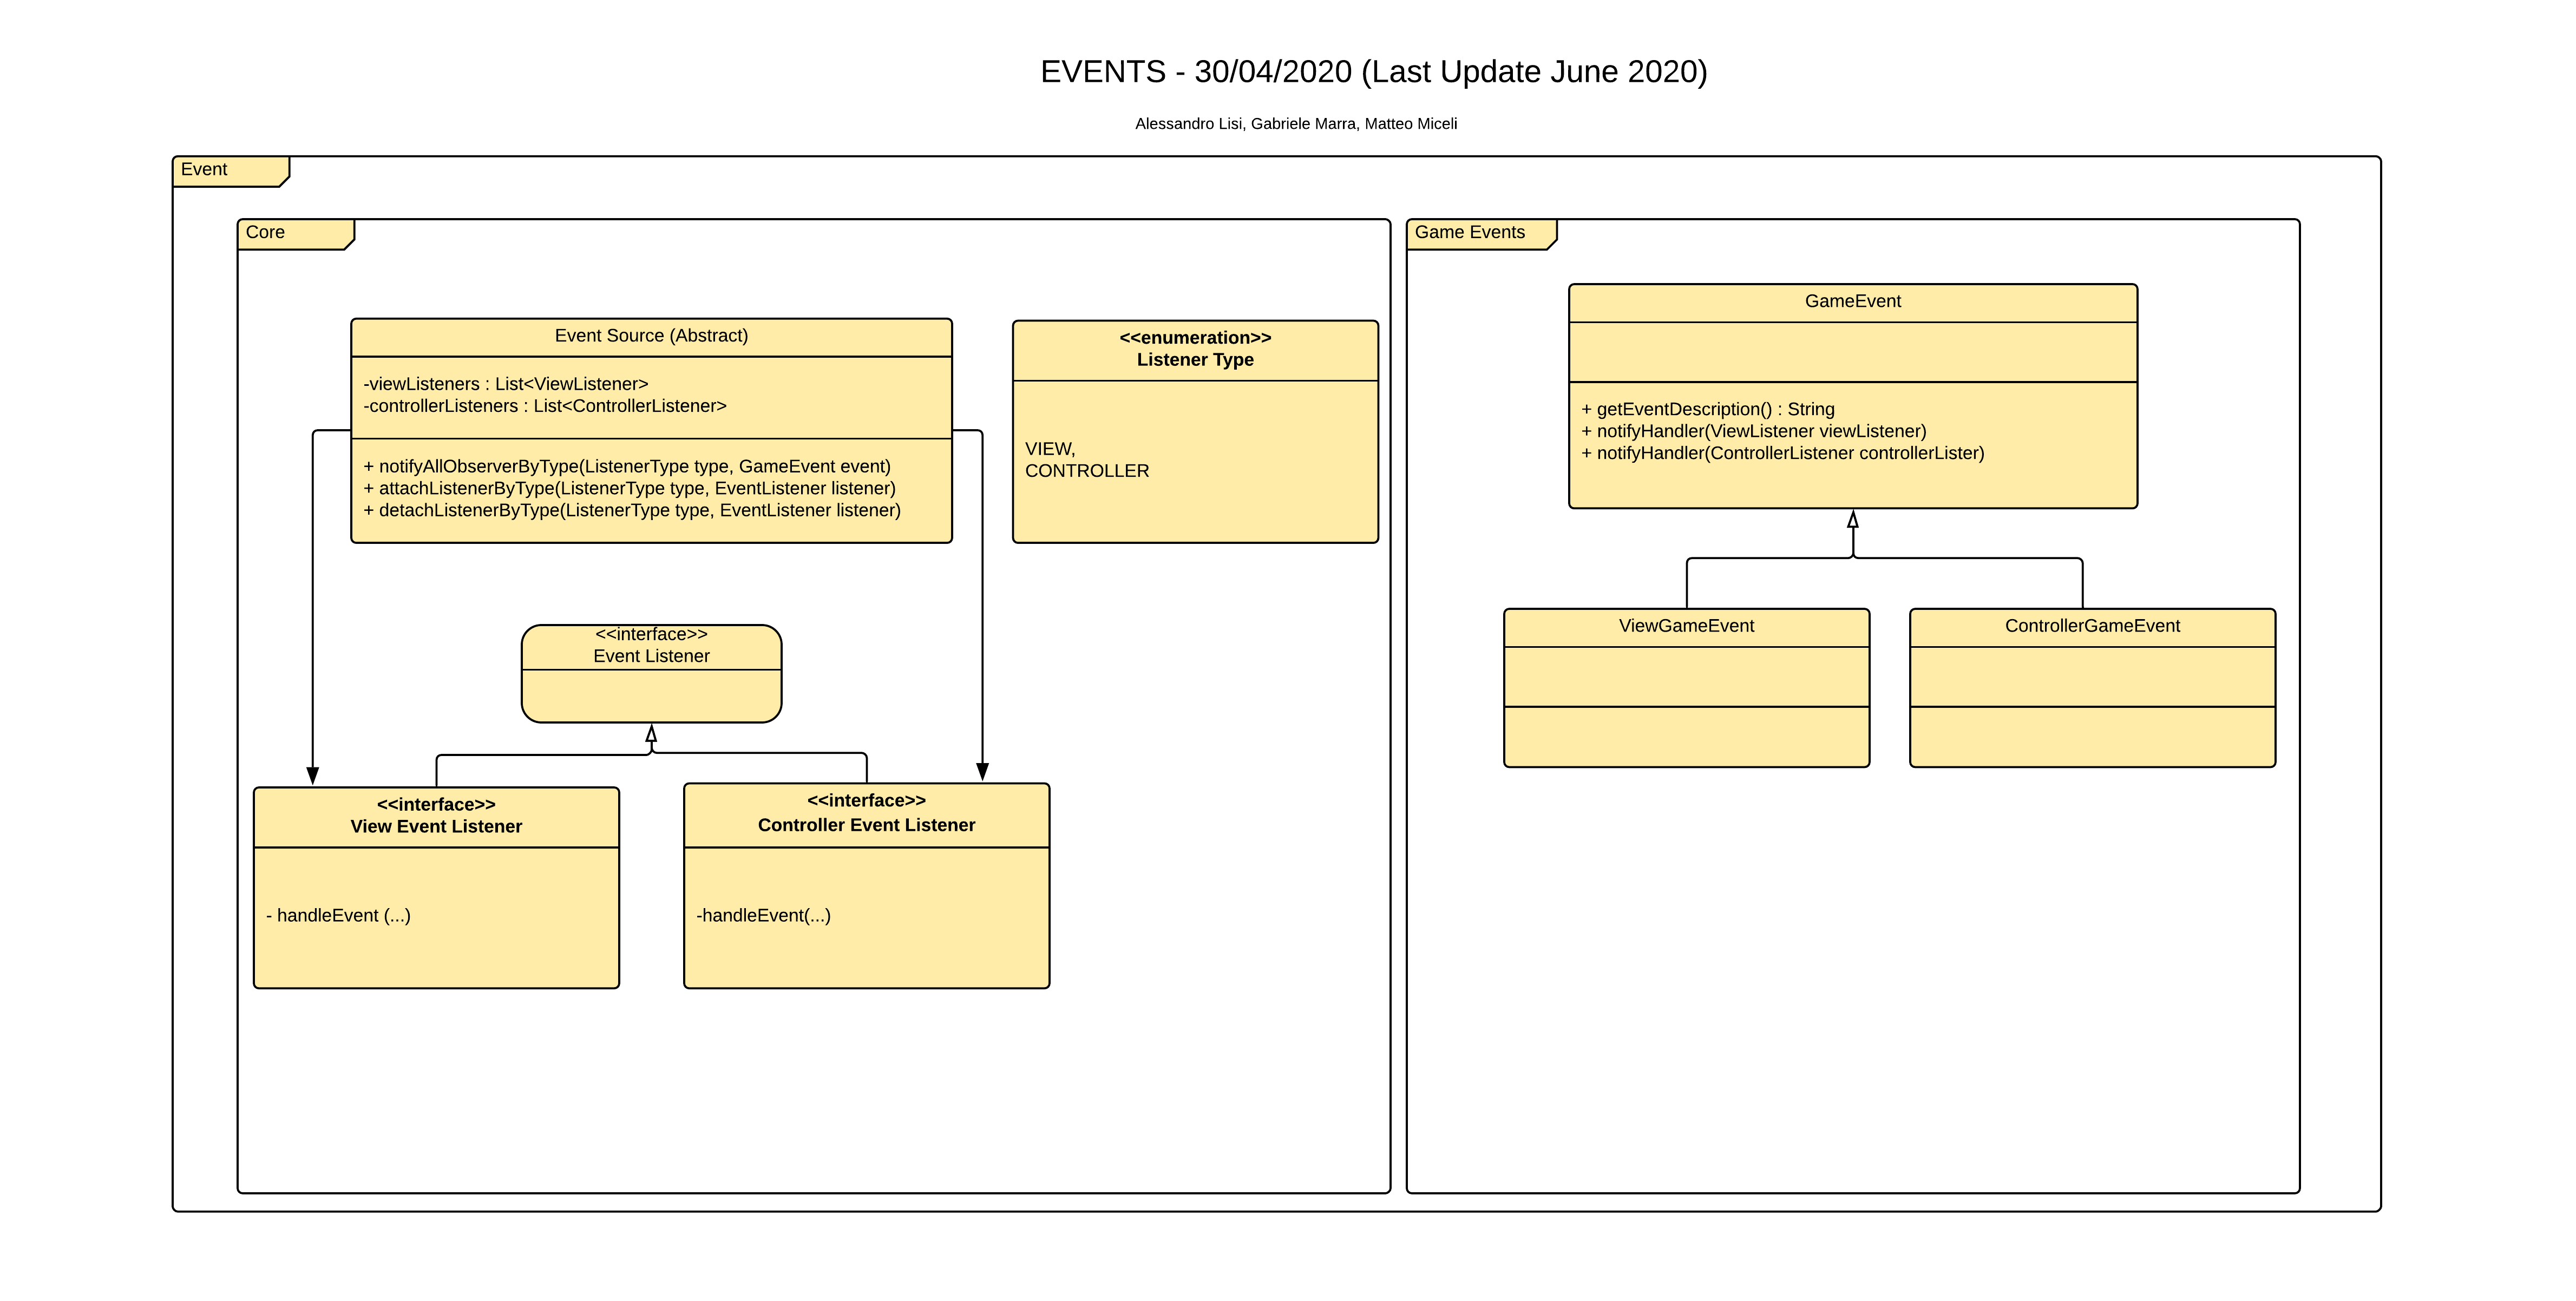 EVENTS - 30/04/2020 (Last Update June 2020)
Alessandro Lisi, Gabriele Marra, Matteo Miceli
Event
Core
Event Source (Abstract)
-viewListeners : List<ViewListener>
-controllerListeners : List<ControllerListener>
+ notifyAllObserverByType(ListenerType type, GameEvent event)
+ attachListenerByType(ListenerType type, EventListener listener)
+ detachListenerByType(ListenerType type, EventListener listener)
<<enumeration>>
Listener Type
VIEW,
CONTROLLER
<<interface>>
Event Listener
<<interface>>
View Event Listener
- handleEvent (...)
<<interface>>
Controller Event Listener
-handleEvent(...)
Game Events
GameEvent
+ getEventDescription() : String
+ notifyHandler(ViewListener viewListener)
+ notifyHandler(ControllerListener controllerLister)
ViewGameEvent
ControllerGameEvent